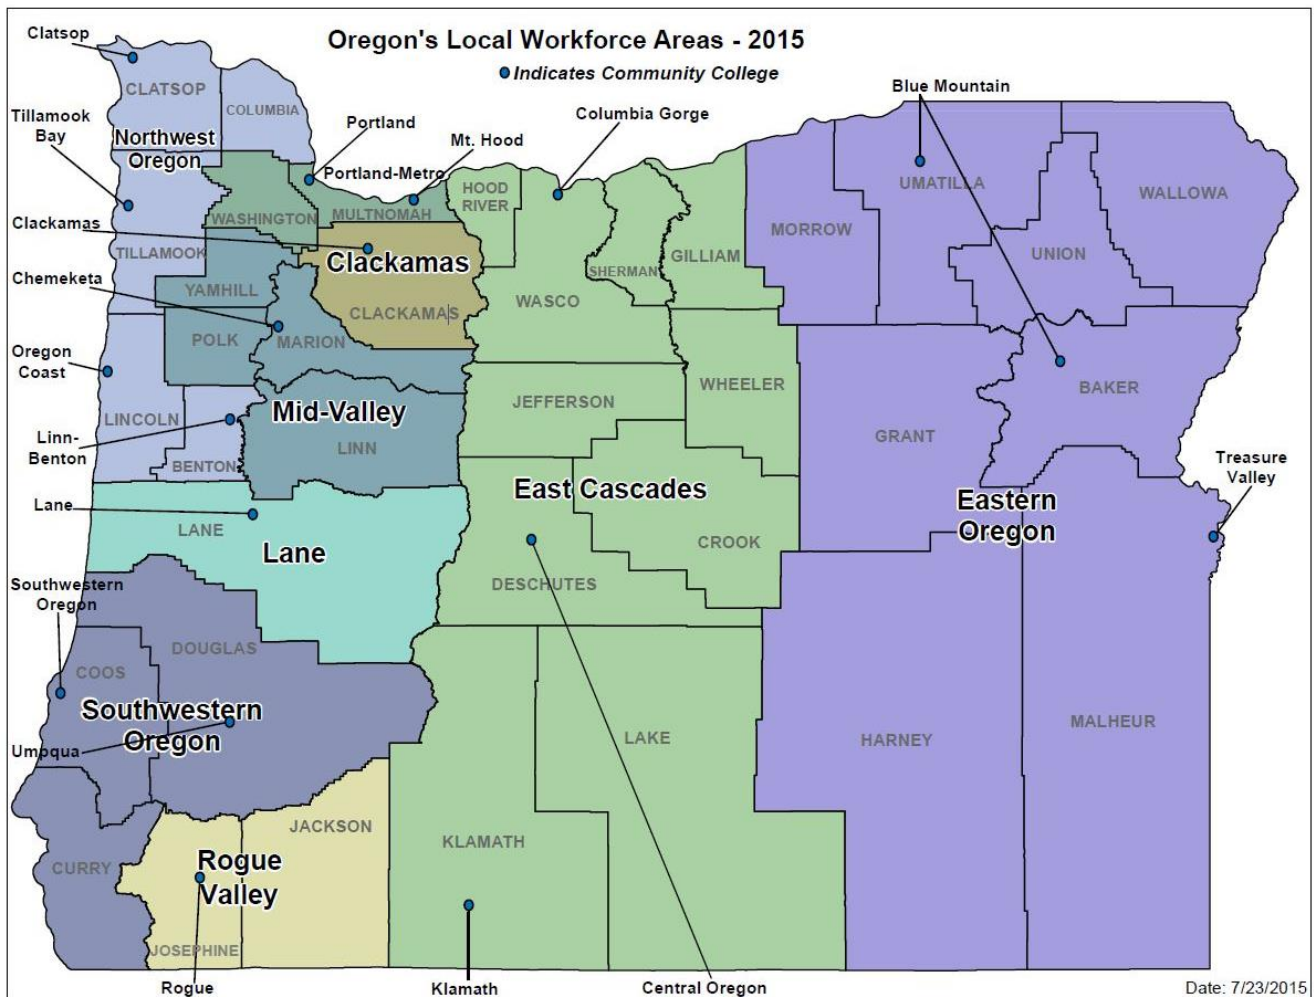 Oregon's Local Workforce Areas - 2015
Indicates Community College
Clatsop
CLATSOP
COLUMBIA
Tillamook
Bay
Northwest
Oregon
Portland
Mt. Hood
Columbia Gorge
Blue Mountain
Portland-Metro
HOOD
RIVER
UMATILLA
WALLOWA
WASHINGTON
MULTNOMAH
MORROW
Clackamas
TILLAMOOK
Clackamas
GILLIAM
UNION
SHERMAN
Chemeketa
YAMHILL
WASCO
CLACKAMAS
POLK
MARION
Oregon
Coast
WHEELER
BAKER
JEFFERSON
LINCOLN
Mid-Valley
GRANT
Linn-
Benton
LINN
BENTON
Treasure
Valley
East Cascades
Eastern
Oregon
Lane
LANE
Lane
CROOK
DESCHUTES
Southwestern
Oregon
DOUGLAS
COOS
Southwestern
Oregon
Umpqua
LAKE
HARNEY
MALHEUR
JACKSON
KLAMATH
CURRY
Rogue
Valley
JOSEPHINE
Rogue
Klamath
Central Oregon
Date: 7/23/2015